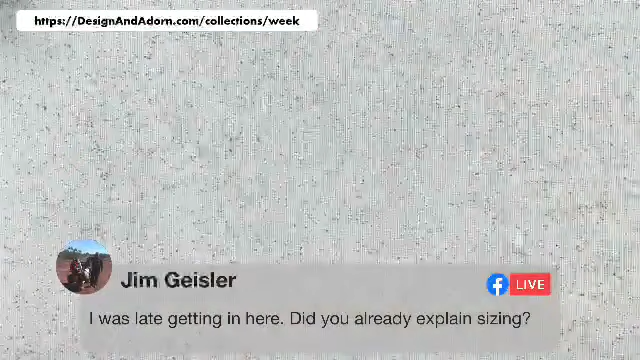 https://DesignAndAdorn.com/collections/week
Jim Geisler
LIVE
I was late getting in here. Did you already explain sizing?